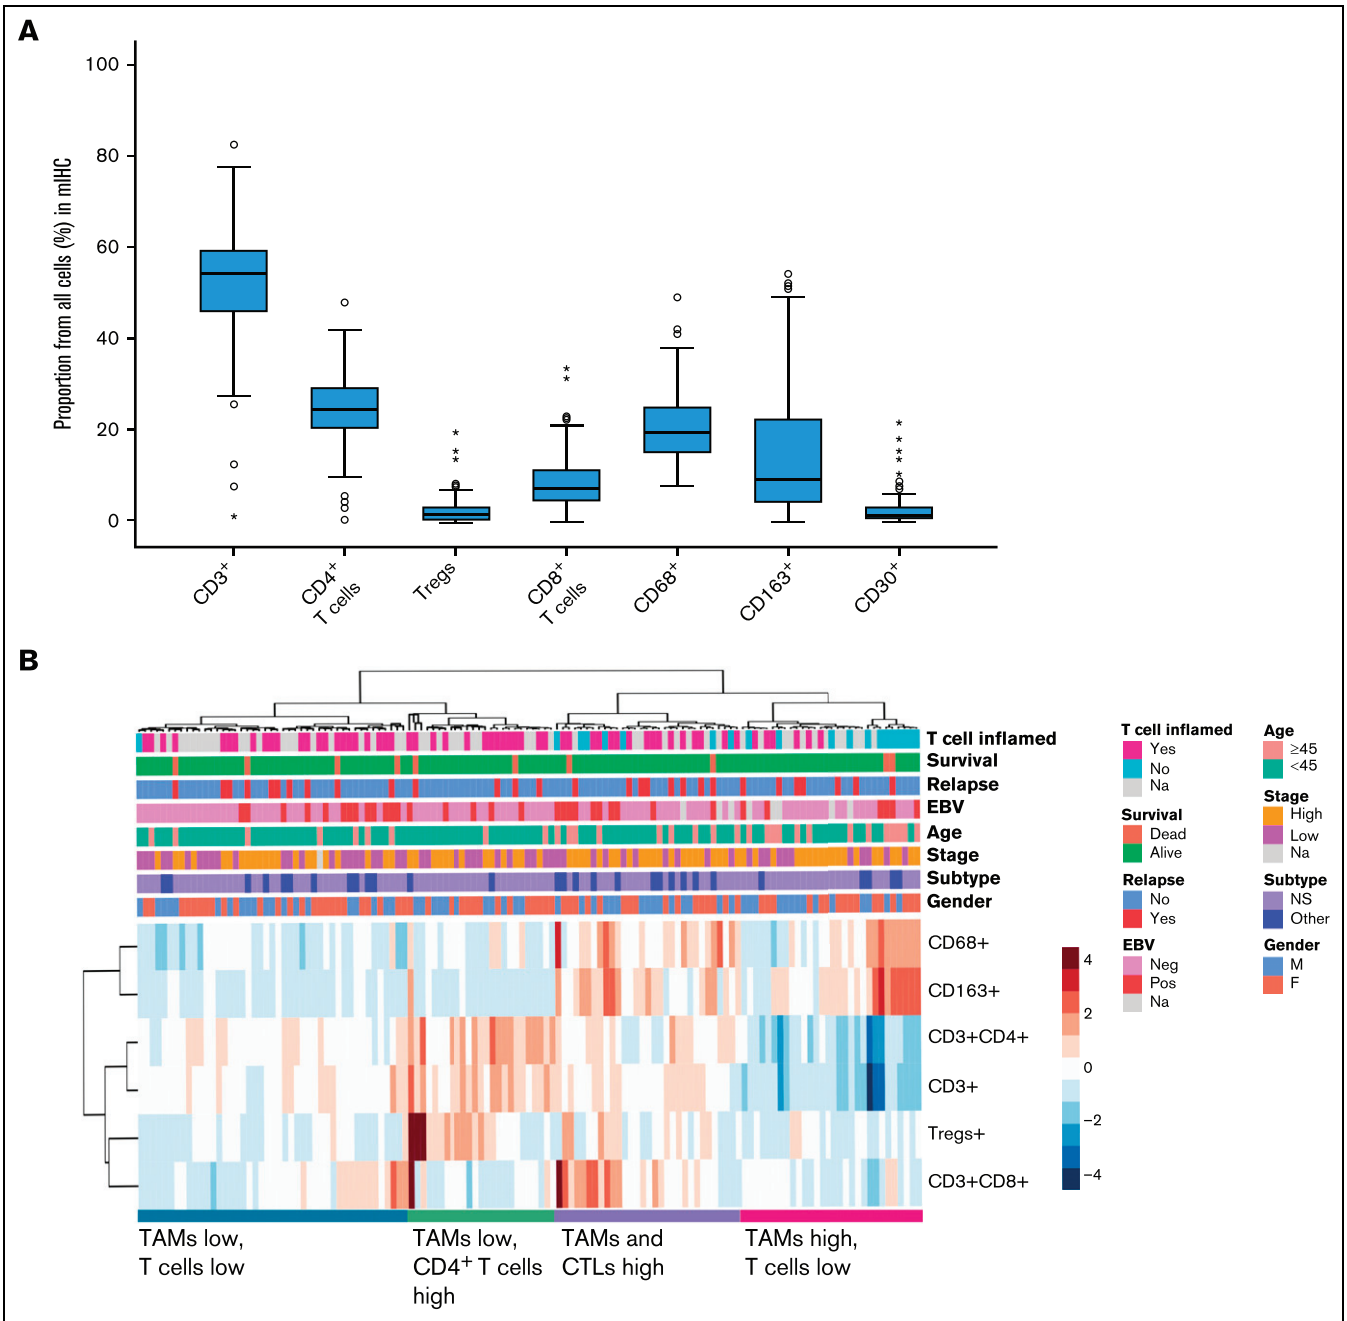 A
Proportion from all cells (%) in mIHC
100
80
60
40
20
0
CD3+
CD4+
T cells
Tregs
CD8+
T cells
CD68+
CD163+
CD30+
B
T cell inflamed
Survival
Relapse
EBV
Age
Stage
Subtype
Gender
CD68+
CD163+
CD3+CD4+
CD3+
Tregs+
CD3+CD8+
4
2
0
−2
−4
T cell inflamed
Yes
No
Na
Survival
Dead
Alive
Relapse
No
Yes
EBV
Neg
Pos
Na
Age
≥45
<45
Stage
High
Low
Na
Subtype
NS
Other
Gender
M
F
TAMs low,
T cells low
TAMs low,
CD4+ T cells
high
TAMs and
CTLs high
TAMs high,
T cells low